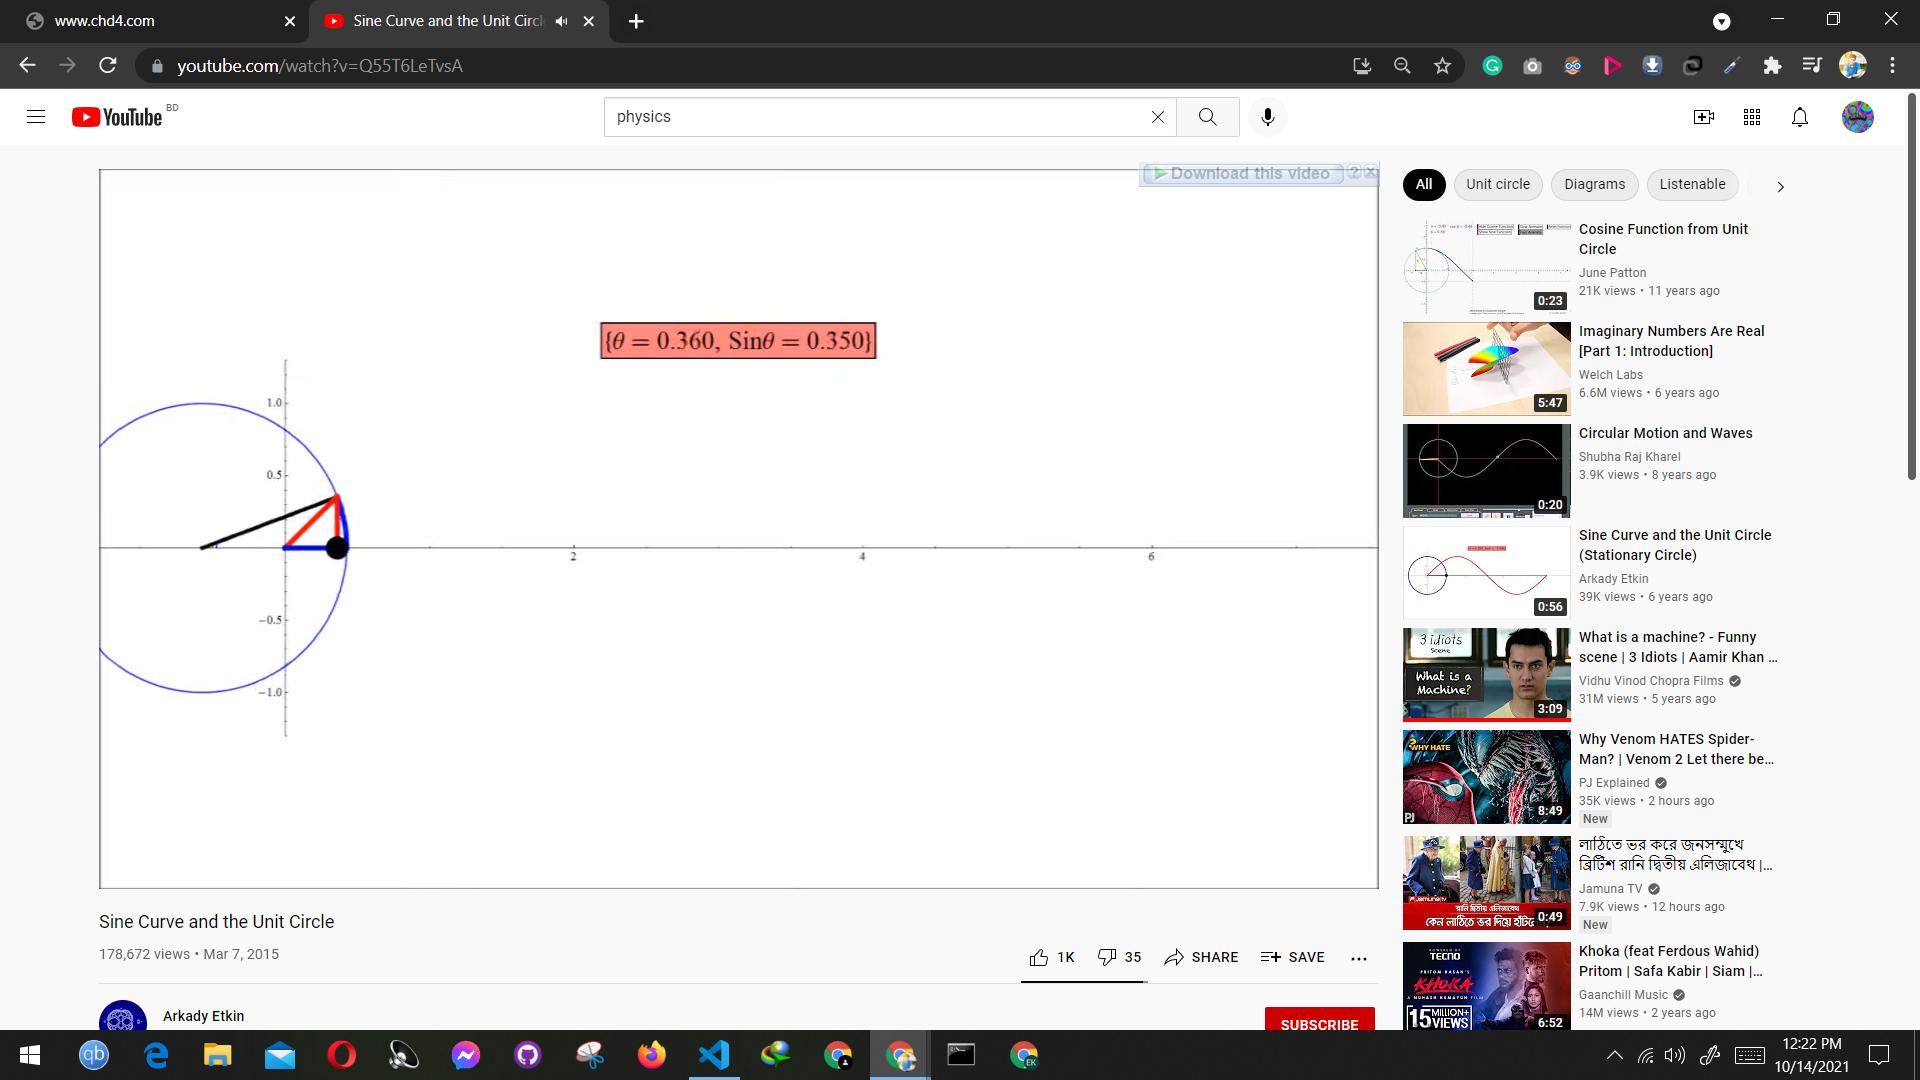 www.chd4.com
Sine Curve and the Unit Circl
youtube.com/watch?v=Q55T6LeTvsA
YouTube BD
physics
Download this video ? X
{θ = 0.360, Sinθ = 0.350}
1.0
0.5
−0.5
−1.0
2 4 6
Sine Curve and the Unit Circle
178,672 views • Mar 7, 2015
1K 35 SHARE SAVE
Arkady Etkin
SUBSCRIBE
All Unit circle Diagrams Listenable
0:23
Cosine Function from Unit
Circle
June Patton
21K views • 11 years ago
5:47
Imaginary Numbers Are Real
[Part 1: Introduction]
Welch Labs
6.6M views • 6 years ago
0:20
Circular Motion and Waves
Shubha Raj Kharel
3.9K views • 8 years ago
0:56
Sine Curve and the Unit Circle
(Stationary Circle)
Arkady Etkin
39K views • 6 years ago
3 idiots
Scene
What is a
Machine?
3:09
What is a machine? - Funny
scene | 3 Idiots | Aamir Khan ...
Vidhu Vinod Chopra Films
31M views • 5 years ago
WHY HATE
PJ
8:49
Why Venom HATES Spider-
Man? | Venom 2 Let there be...
PJ Explained
35K views • 2 hours ago
New
0:49
লাঠিতে ভর করে জনসম্মুখে
ব্রিটিশ রানি দ্বিতীয় এলিজাবেথ |...
Jamuna TV
7.9K views • 12 hours ago
New
TECNO
KHOKA
15 MILLION+
VIEWS
6:52
Khoka (feat Ferdous Wahid)
Pritom | Safa Kabir | Siam |...
Gaanchill Music
14M views • 2 years ago
qb
EK
12:22 PM
10/14/2021